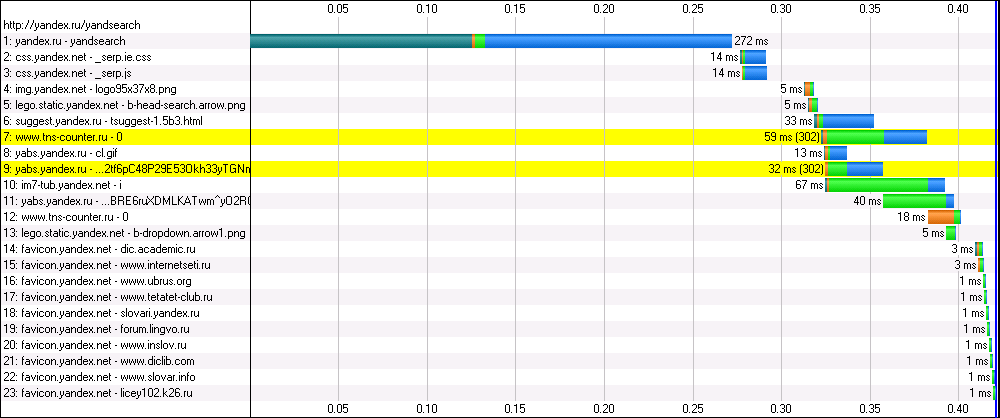 0.05 0.10 0.15 0.20 0.25 0.30 0.35 0.40
http://yandex.ru/yandsearch
1: yandex.ru - yandsearch 272 ms
2: css.yandex.net - _serp.ie.css 14 ms
3: css.yandex.net - _serp.js 14 ms
4: img.yandex.net - logo95x37x8.png 5 ms
5: lego.static.yandex.net - b-head-search.arrow.png 5 ms
6: suggest.yandex.ru - tsuggest-1.5b3.html 33 ms
7: www.tns-counter.ru - 0 59 ms (302)
8: yabs.yandex.ru - cl.gif 13 ms
9: yabs.yandex.ru - ...2tf6pC48P29E53Okh33yTGNn 32 ms (302)
10: im7-tub.yandex.net - i 67 ms
11: yabs.yandex.ru - ...BRE6ruXDMLKATwm^yO2R 40 ms
12: www.tns-counter.ru - 0 18 ms
13: lego.static.yandex.net - b-dropdown.arrow1.png 5 ms
14: favicon.yandex.net - dic.academic.ru 3 ms
15: favicon.yandex.net - www.internetseti.ru 3 ms
16: favicon.yandex.net - www.ubrus.org 1 ms
17: favicon.yandex.net - www.tetatet-club.ru 1 ms
18: favicon.yandex.net - slovari.yandex.ru 1 ms
19: favicon.yandex.net - forum.lingvo.ru 1 ms
20: favicon.yandex.net - www.inslov.ru 1 ms
21: favicon.yandex.net - www.diclib.com 1 ms
22: favicon.yandex.net - www.slovar.info 1 ms
23: favicon.yandex.net - licey102.k26.ru 1 ms
0.05 0.10 0.15 0.20 0.25 0.30 0.35 0.40